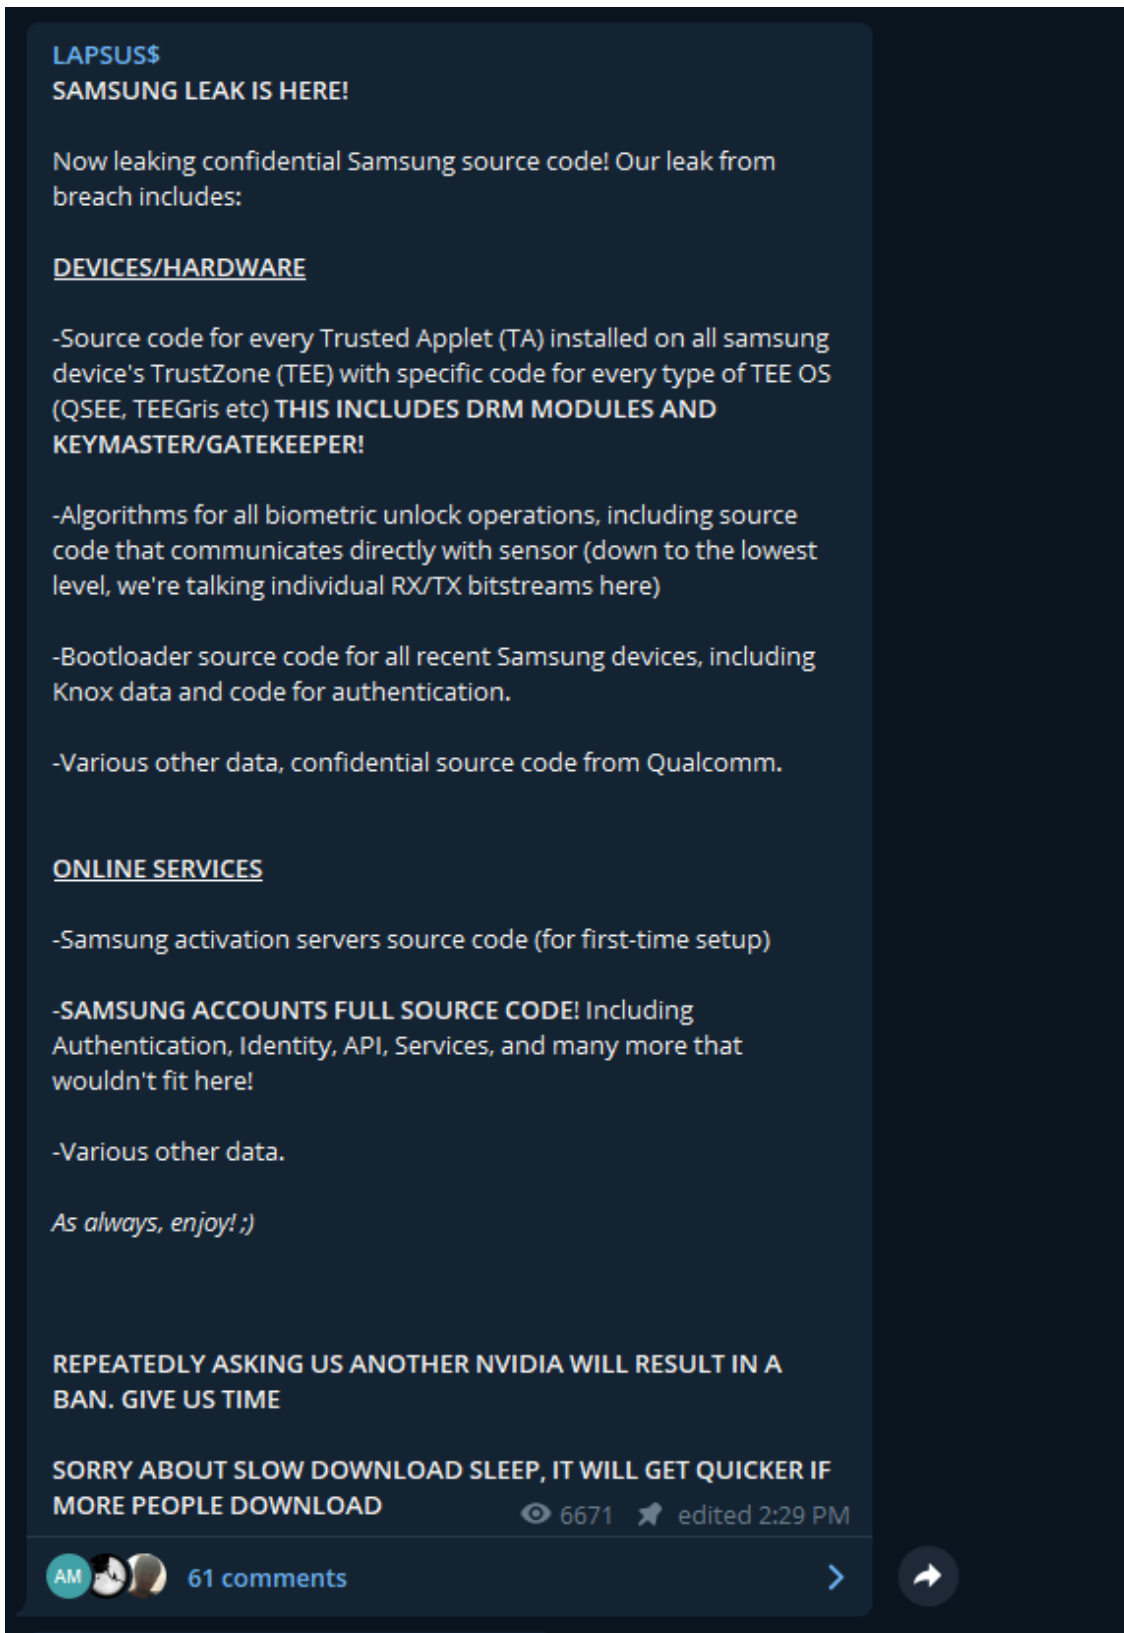 LAPSUS$
SAMSUNG LEAK IS HERE!
Now leaking confidential Samsung source code! Our leak from
breach includes:
DEVICES/HARDWARE
-Source code for every Trusted Applet (TA) installed on all samsung
device's TrustZone (TEE) with specific code for every type of TEE OS
(QSEE, TEEGris etc) THIS INCLUDES DRM MODULES AND
KEYMASTER/GATEKEEPER!
-Algorithms for all biometric unlock operations, including source
code that communicates directly with sensor (down to the lowest
level, we're talking individual RX/TX bitstreams here)
-Bootloader source code for all recent Samsung devices, including
Knox data and code for authentication.
-Various other data, confidential source code from Qualcomm.
ONLINE SERVICES
-Samsung activation servers source code (for first-time setup)
-SAMSUNG ACCOUNTS FULL SOURCE CODE! Including
Authentication, Identity, API, Services, and many more that
wouldn't fit here!
-Various other data.
As always, enjoy! ;)
REPEATEDLY ASKING US ANOTHER NVIDIA WILL RESULT IN A
BAN. GIVE US TIME
SORRY ABOUT SLOW DOWNLOAD SLEEP, IT WILL GET QUICKER IF
MORE PEOPLE DOWNLOAD 6671 edited 2:29 PM
AM 61 comments